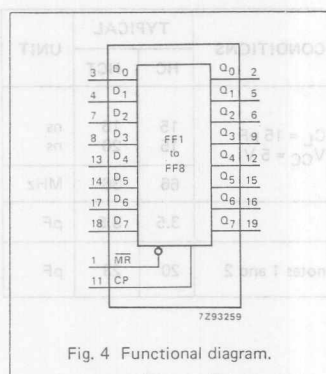 TYPICAL
CONDITIONS
UNIT
HC
HCT
3 D0 Q0 2
4 D1 Q1 5
7 D2 Q2 6
8 D3 Q3 9
13 D4 Q4 12
14 D5 Q5 15
17 D6 Q6 16
18 D7 Q7 19
FF1
to
FF8
1 M̅R̅
11 CP
7Z93259
CL = 15 pF
VCC = 5 V
15
ns
ns
66
MHz
3.5
pF
notes 1 and 2
20
pF
Fig. 4 Functional diagram.